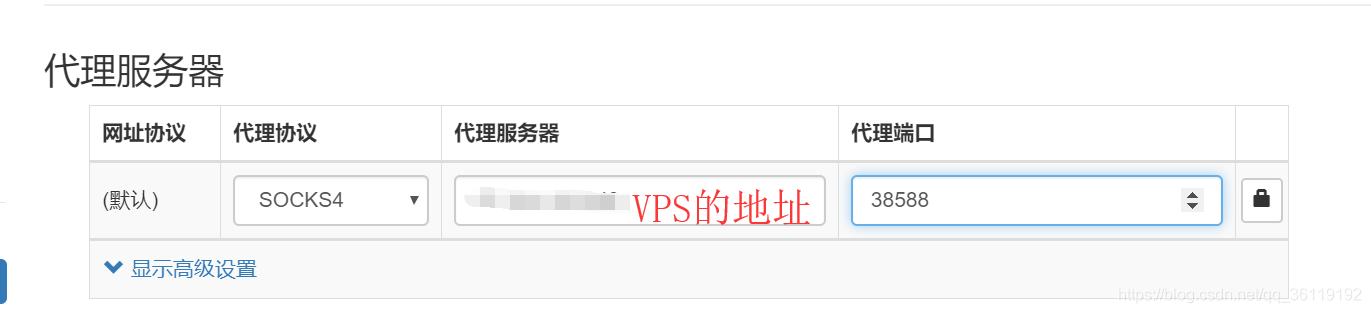 代理服务器
网址协议 代理协议 代理服务器 代理端口
(默认) SOCKS4 VPS的地址 38588
显示高级设置
https://blog.csdn.net/qq_36119192